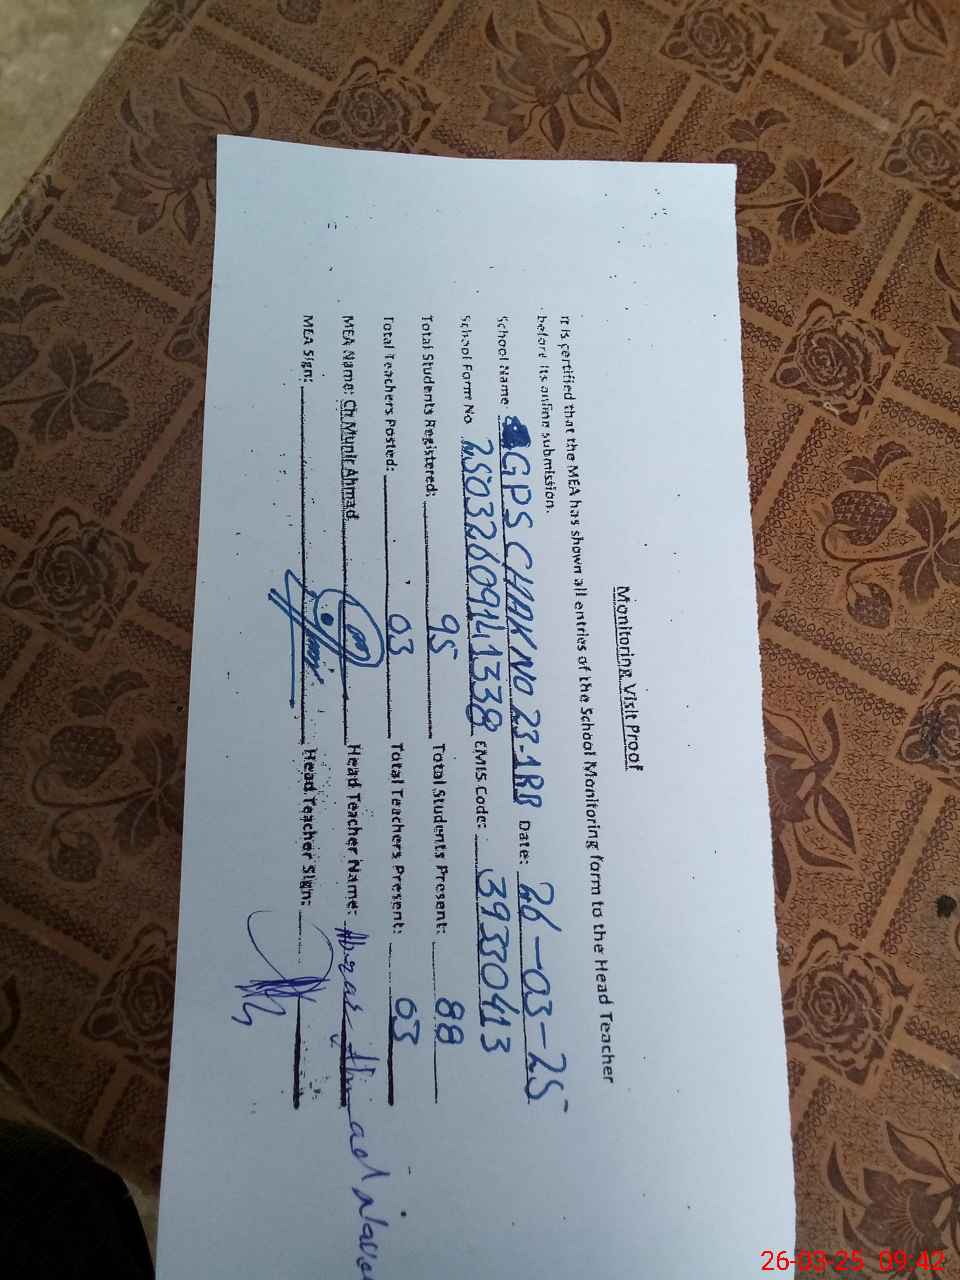 Monitoring Visit Proof
It is certified that the MEA has shown all entries of the School Monitoring form to the Head Teacher
before its online submission.
School Name GPS CHAK NO 23-1RB Date: 26-03-25
School Form No 25032609141338 EMIS Code: 39330413
Total Students Registered: 95 Total Students Present: 88
Total Teachers Posted: 03 Total Teachers Present: 03
MEA Name: Ch Munir Ahmad Head Teacher Name: Ahmad
MEA Sign: Head Teacher Sign:
26-03-25 09:42